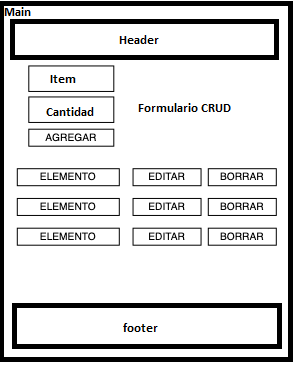 Main
Header
Item
Cantidad
Formulario CRUD
AGREGAR
ELEMENTO EDITAR BORRAR
ELEMENTO EDITAR BORRAR
ELEMENTO EDITAR BORRAR
footer